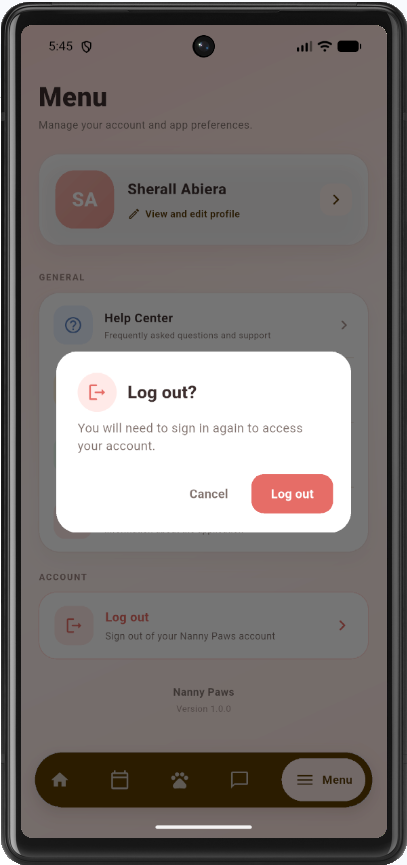 5:45
Menu
Manage your account and app preferences.
SA
Sherall Abiera
View and edit profile
GENERAL
Help Center
Frequently asked questions and support
Log out?
You will need to sign in again to access
your account.
Cancel
Log out
ACCOUNT
Log out
Sign out of your Nanny Paws account
Nanny Paws
Version 1.0.0
Menu